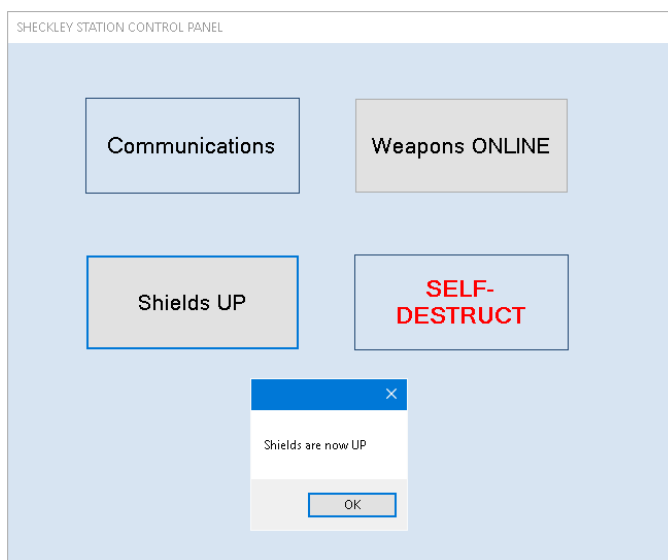 SHECKLEY STATION CONTROL PANEL
Communications
Weapons ONLINE
Shields UP
SELF-
DESTRUCT
Shields are now UP
OK